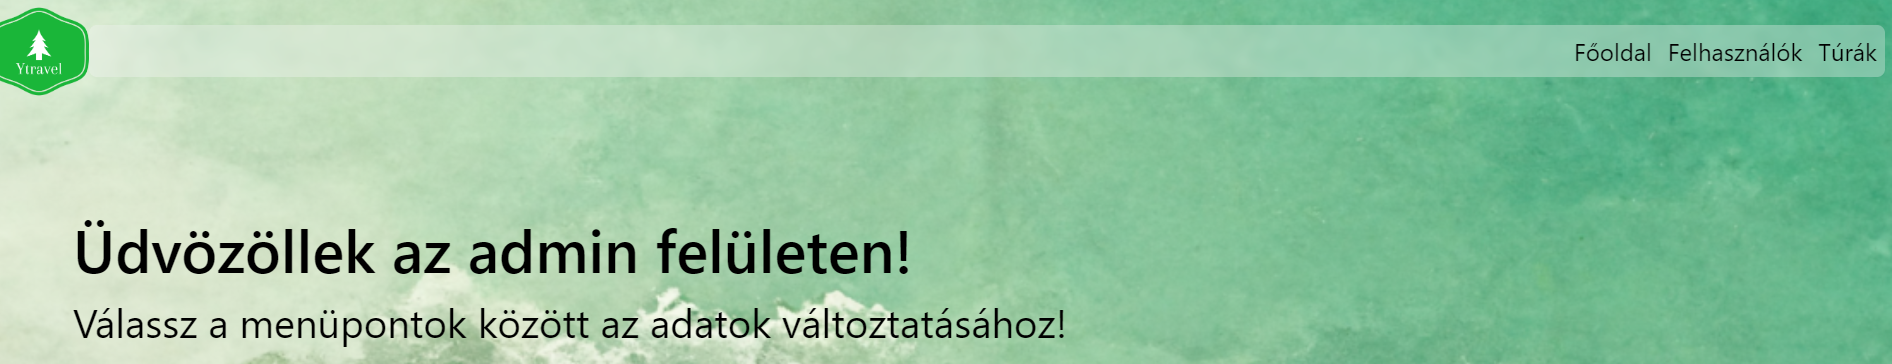 Ytravel
Főoldal Felhasználók Túrák
Üdvözöllek az admin felületen!
Válassz a menüpontok között az adatok változtatásához!